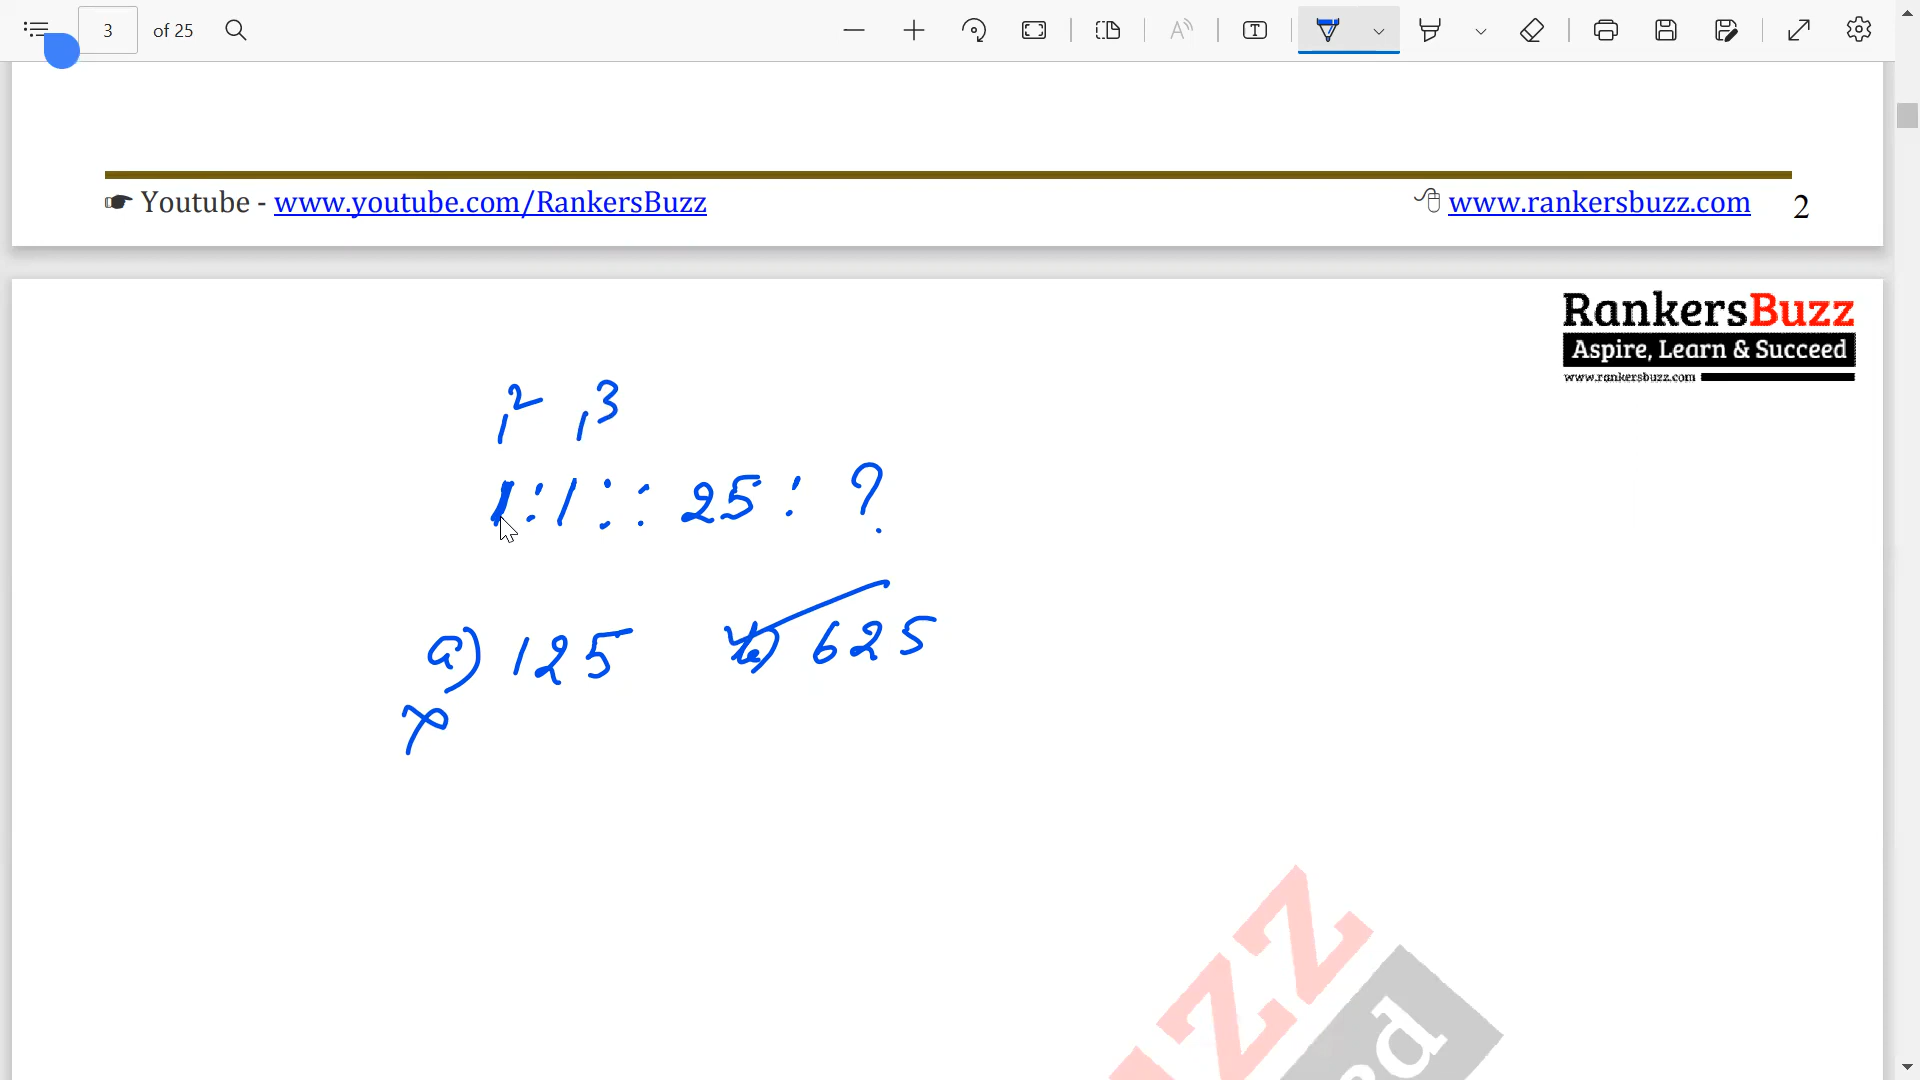 3 of 25
☛ Youtube - www.youtube.com/RankersBuzz www.rankersbuzz.com 2
RankersBuzz
Aspire, Learn & Succeed
www.rankersbuzz.com
1² 1³
1 : 1 : : 25 : ?
a) 125 b) 625